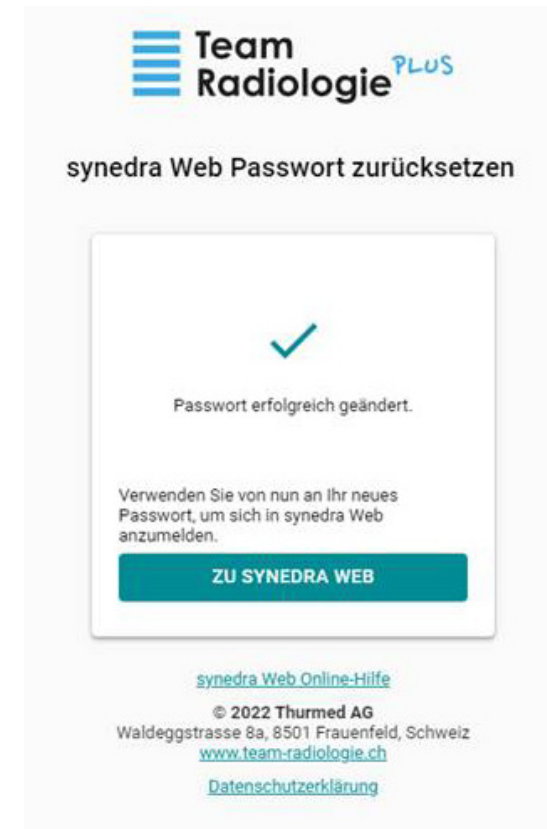 Team
Radiologie PLUS
synedra Web Passwort zurücksetzen
Passwort erfolgreich geändert.
Verwenden Sie von nun an Ihr neues
Passwort, um sich in synedra Web
anzumelden.
ZU SYNEDRA WEB
synedra Web Online-Hilfe
© 2022 Thurmed AG
Waldeggstrasse 8a, 8501 Frauenfeld, Schweiz
www.team-radiologie.ch
Datenschutzerklärung